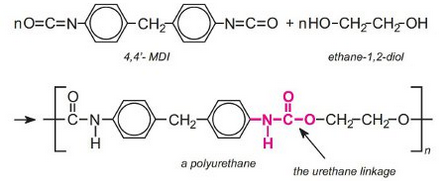 nO=C=N CH₂ N=C=O + nHO-CH₂-CH₂-OH
4,4'- MDI ethane-1,2-diol
O O
C-N CH₂ N-C-O-CH₂-CH₂-O
H H n
a polyurethane
the urethane linkage